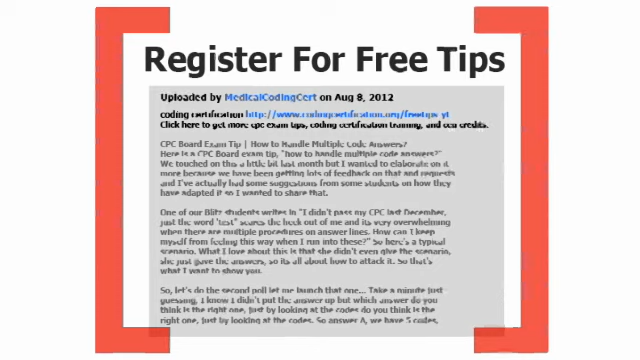 Register For Free Tips
Uploaded by MedicalCodingCert on Aug 8, 2012
coding certification http://www.codingcertification.org/freetips-yt
Click here to get more cpc exam tips, coding certification training, and ceu credits.
CPC Board Exam Tip | How to Handle Multiple Code Answers?
Here is a CPC Board exam tip, "how to handle multiple code answers?"
We touched on this a little bit last month but I wanted to elaborate on it
more because we have been getting lots of feedback on that and requests
and I've actually had some suggestions from some students on how they
have adapted it so I wanted to share that.
One of our Blitz students writes in "I didn't pass my CPC last December,
just the word 'test' scares the heck out of me and its very overwhelming
when there are multiple procedures on answer lines. How can I keep
myself from feeling this way when I run into these?" So here's a typical
scenario. What I love about this is that she didn't even give the scenario,
she just gave the answers, so its all about how to attack it. So that's
what I want to show you.
So, let's do the second poll let me launch that one... Take a minute just
guessing, I know I didn't put the answer up but which answer do you
think is the right one, just by looking at the codes do you think is the
right one, just by looking at the codes. So answer A, we have 5 codes,